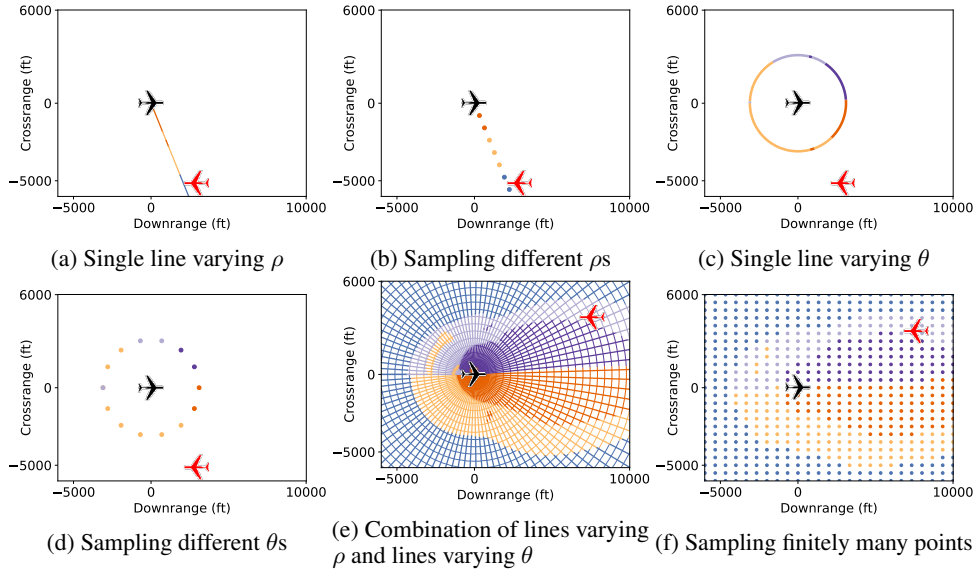 6000
0
−5000
Crossrange (ft)
−5000
0
10000
Downrange (ft)
(a) Single line varying ρ
6000
0
−5000
Crossrange (ft)
−5000
0
10000
Downrange (ft)
(b) Sampling different ρs
6000
0
−5000
Crossrange (ft)
−5000
0
10000
Downrange (ft)
(c) Single line varying θ
6000
0
−5000
Crossrange (ft)
−5000
0
10000
Downrange (ft)
(d) Sampling different θs
6000
0
−5000
Crossrange (ft)
−5000
0
10000
Downrange (ft)
(e) Combination of lines varying
ρ and lines varying θ
6000
0
−5000
Crossrange (ft)
−5000
0
10000
Downrange (ft)
(f) Sampling finitely many points